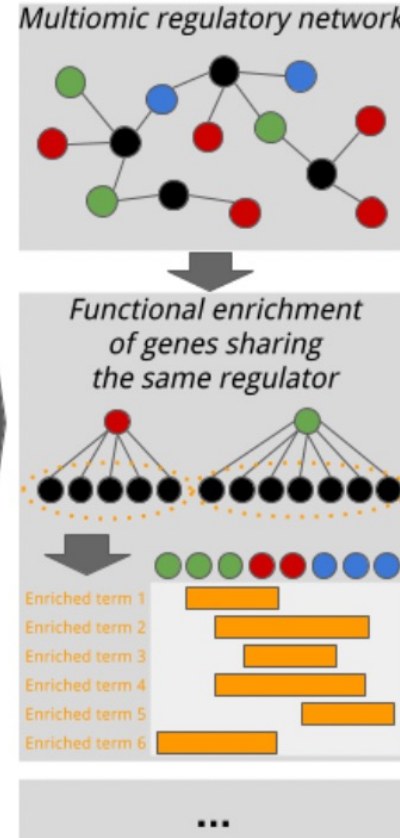 Multiomic regulatory network
Functional enrichment
of genes sharing
the same regulator
Enriched term 1
Enriched term 2
Enriched term 3
Enriched term 4
Enriched term 5
Enriched term 6
...